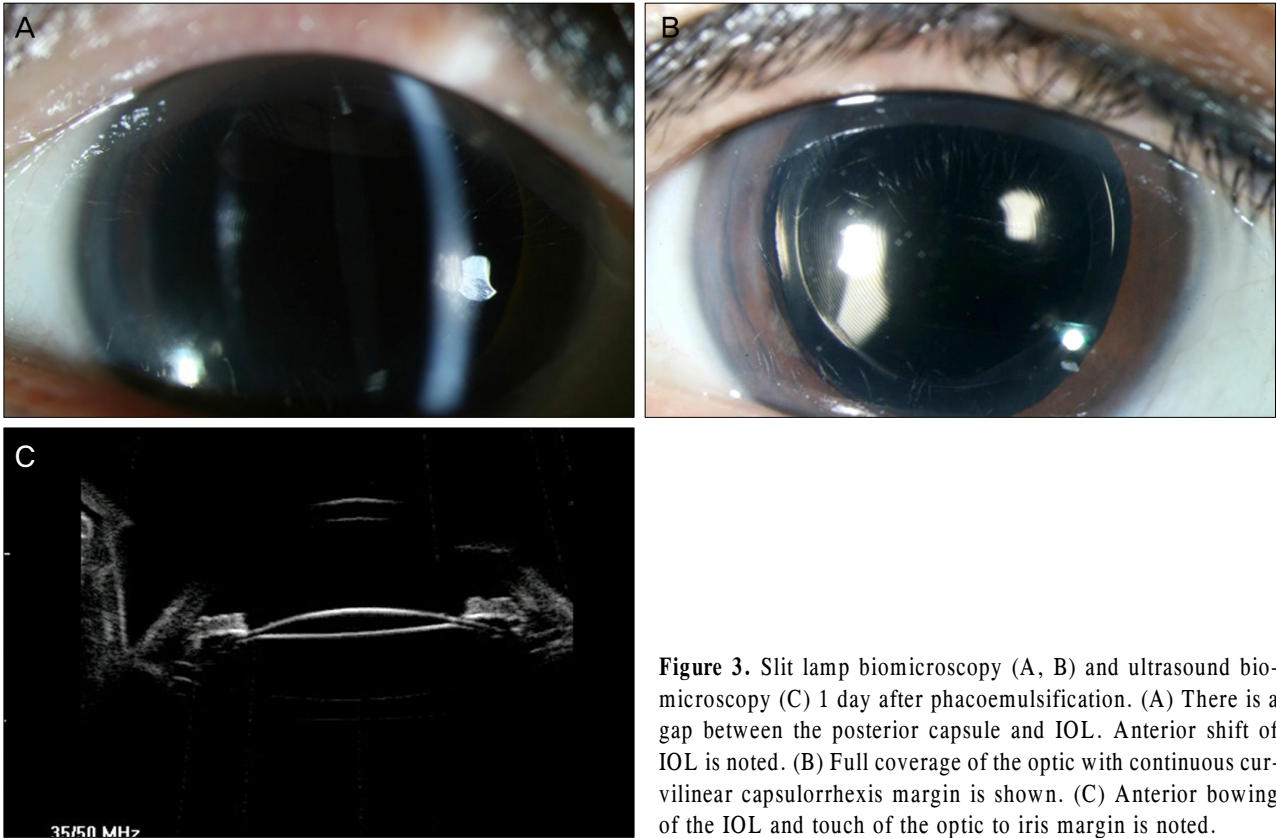 A
B
C
35/50 MHz
Figure 3. Slit lamp biomicroscopy (A, B) and ultrasound bio-
microscopy (C) 1 day after phacoemulsification. (A) There is a
gap between the posterior capsule and IOL. Anterior shift of
IOL is noted. (B) Full coverage of the optic with continuous cur-
vilinear capsulorrhexis margin is shown. (C) Anterior bowing
of the IOL and touch of the optic to iris margin is noted.